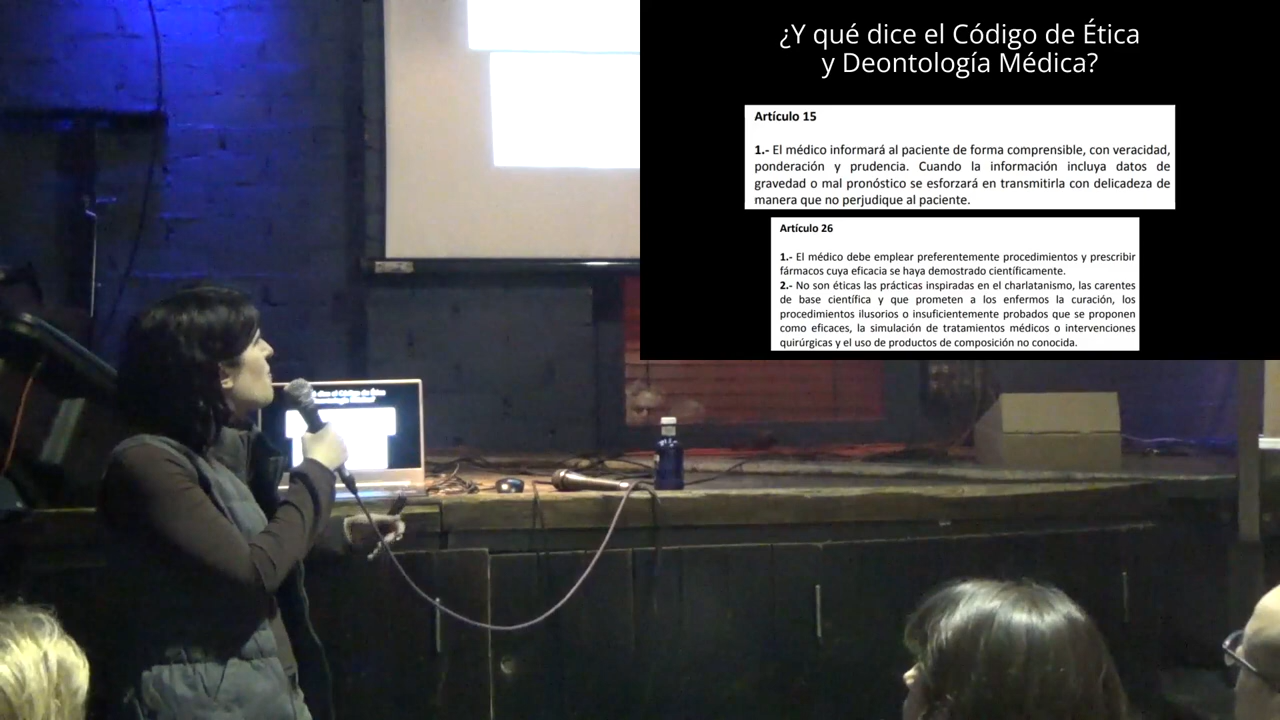 ¿Y qué dice el Código de Ética
y Deontología Médica?
Artículo 15
1.- El médico informará al paciente de forma comprensible, con veracidad,
ponderación y prudencia. Cuando la información incluya datos de
gravedad o mal pronóstico se esforzará en transmitirla con delicadeza de
manera que no perjudique al paciente.
Artículo 26
1.- El médico debe emplear preferentemente procedimientos y prescribir
fármacos cuya eficacia se haya demostrado científicamente.
2.- No son éticas las prácticas inspiradas en el charlatanismo, las carentes
de base científica y que prometen a los enfermos la curación, los
procedimientos ilusorios o insuficientemente probados que se proponen
como eficaces, la simulación de tratamientos médicos o intervenciones
quirúrgicas y el uso de productos de composición no conocida.